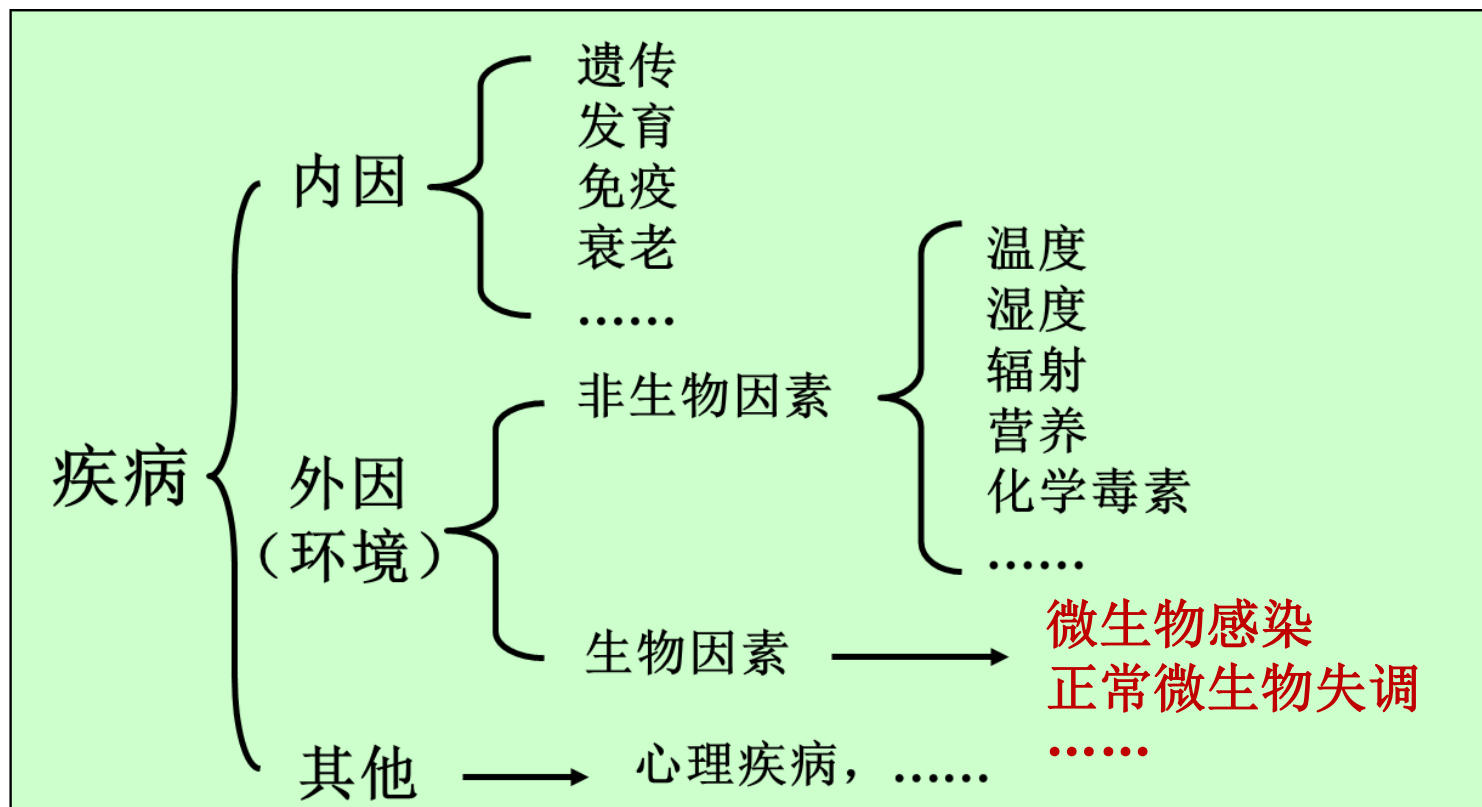 疾病
内因
遗传
发育
免疫
衰老
......
外因
（环境）
非生物因素
温度
湿度
辐射
营养
化学毒素
......
生物因素
微生物感染
正常微生物失调
......
其他
心理疾病，......